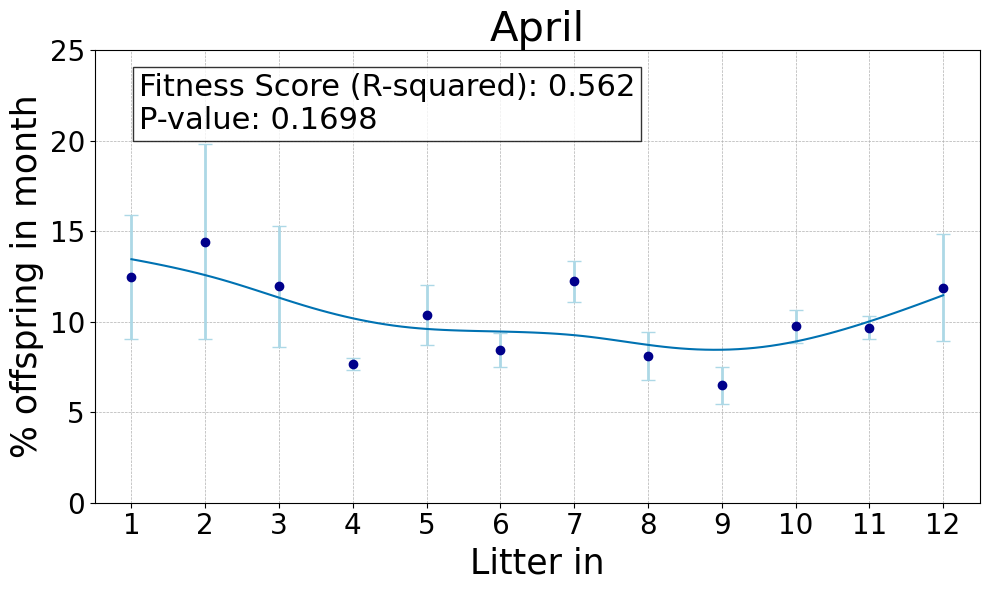 April
Fitness Score (R-squared): 0.562
P-value: 0.1698
% offspring in month
25
20
15
10
5
0
1 2 3 4 5 6 7 8 9 10 11 12
Litter in